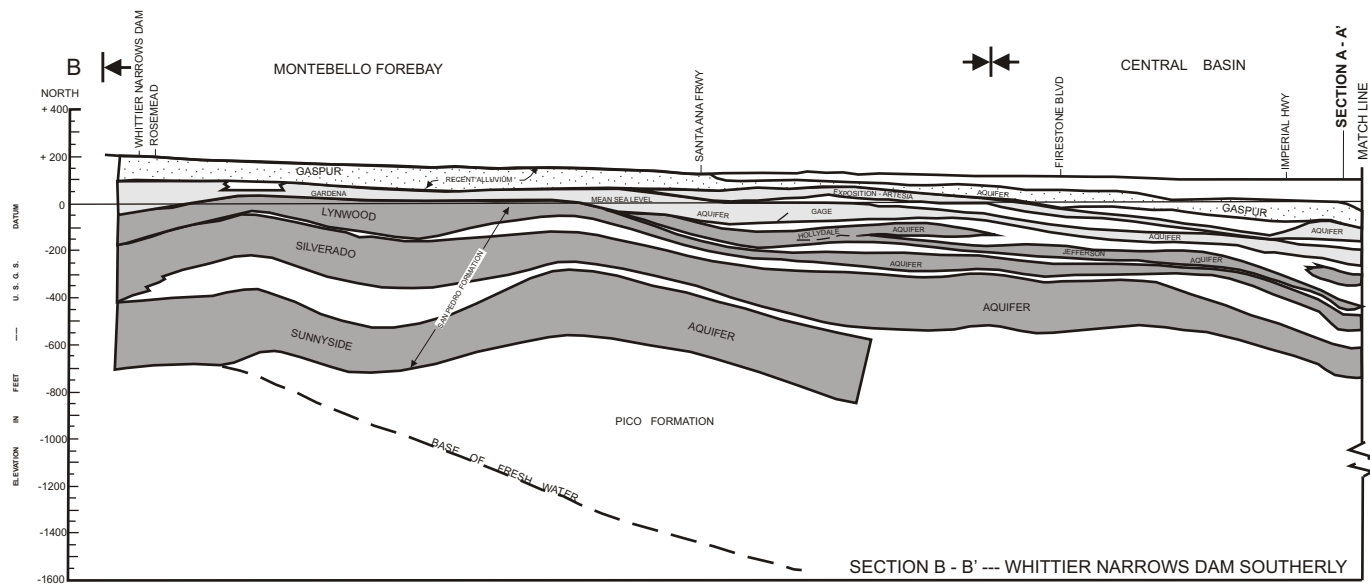 B
MONTEBELLO FOREBAY
CENTRAL BASIN
NORTH
WHITTIER NARROWS DAM
ROSEMEAD
SANTA ANA FRWY
FIRESTONE BLVD
IMPERIAL HWY
SECTION A - A'
MATCH LINE
+ 400
+ 200
0
-200
-400
-600
-800
-1000
-1200
-1400
-1600
ELEVATION IN FEET --- U. S. G. S. DATUM
GASPUR
RECENT ALLUVIUM
GARDENA
MEAN SEA LEVEL
EXPOSITION - ARTESIA
AQUIFER
GASPUR
LYNWOOD
AQUIFER
GAGE
AQUIFER
AQUIFER
HOLLYDALE
AQUIFER
SILVERADO
JEFFERSON
AQUIFER
AQUIFER
SAN PEDRO FORMATION
AQUIFER
SUNNYSIDE
AQUIFER
PICO FORMATION
BASE OF FRESH WATER
SECTION B - B' --- WHITTIER NARROWS DAM SOUTHERLY